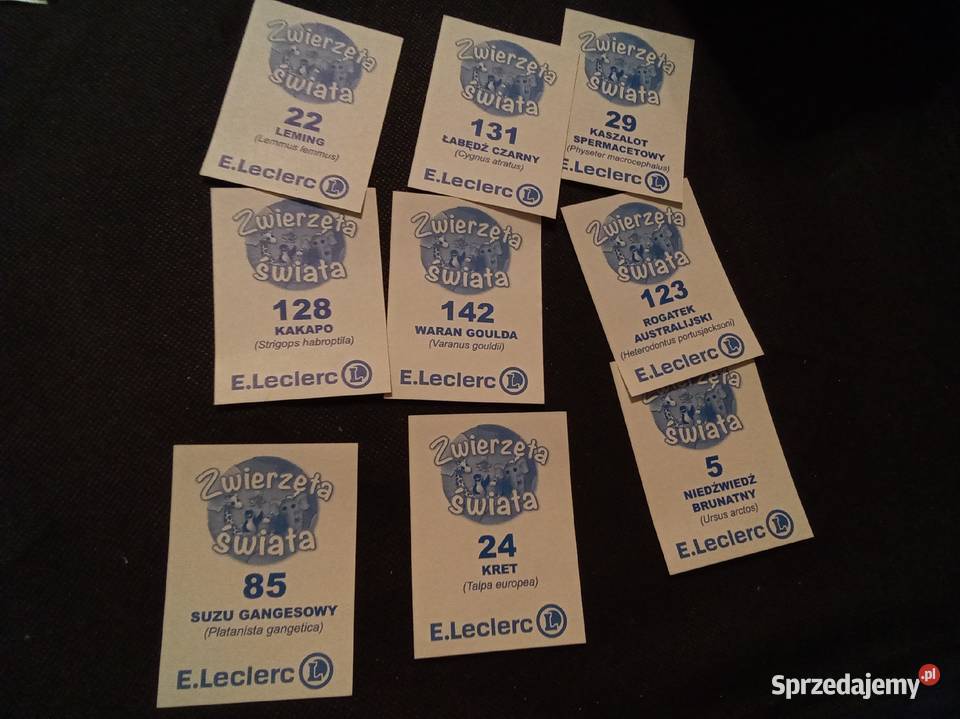 Zwierzęta
świata
22
LEMING
(Lemmus lemmus)
E.Leclerc L
Zwierzęta
świata
131
ŁABĘDŹ CZARNY
(Cygnus atratus)
E.Leclerc L
Zwierzęta
świata
29
KASZALOT
SPERMACETOWY
(Physeter macrocephalus)
E.Leclerc L
Zwierzęta
świata
128
KAKAPO
(Strigops habroptila)
E.Leclerc L
Zwierzęta
świata
142
WARAN GOULDA
(Varanus gouldii)
E.Leclerc L
Zwierzęta
świata
123
ROGATEK
AUSTRALIJSKI
(Heterodontus portusjacksoni)
E.Leclerc L
Zwierzęta
świata
5
NIEDŹWIEDŹ
BRUNATNY
(Ursus arctos)
E.Leclerc L
Zwierzęta
świata
85
SUZU GANGESOWY
(Platanista gangetica)
E.Leclerc L
Zwierzęta
świata
24
KRET
(Talpa europea)
E.Leclerc L
Sprzedajemy.pl